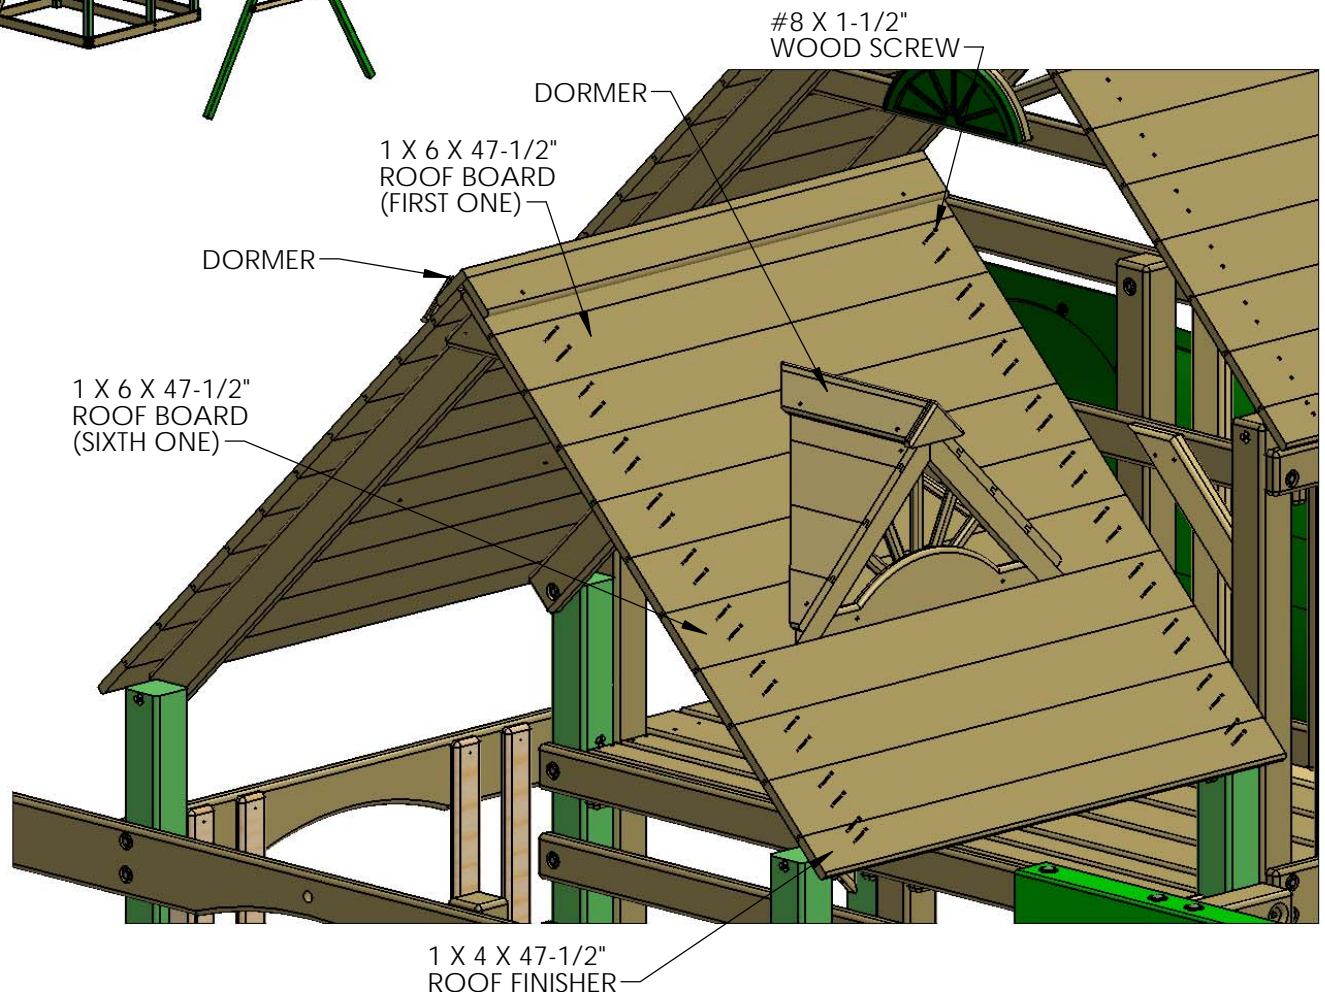 #8 X 1-1/2"
WOOD SCREW
DORMER
1 X 6 X 47-1/2"
ROOF BOARD
(FIRST ONE)
DORMER
1 X 6 X 47-1/2"
ROOF BOARD
(SIXTH ONE)
1 X 4 X 47-1/2"
ROOF FINISHER